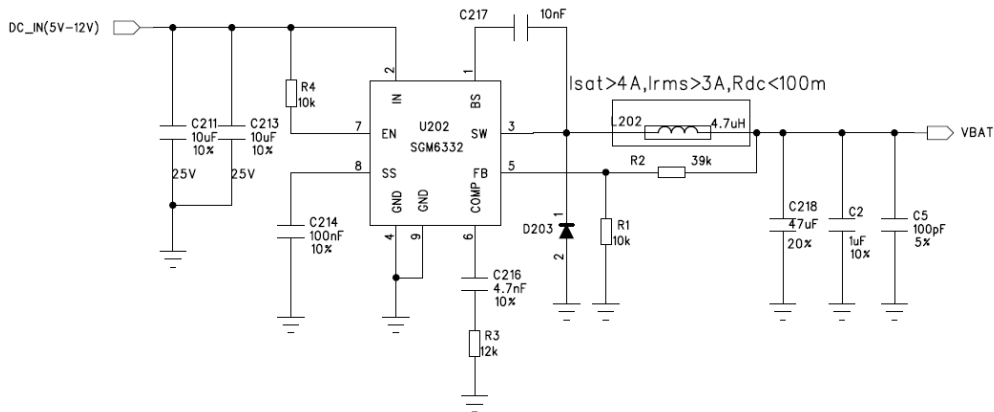 C217
10nF
DC_IN(5V-12V)
2
1
R4
10k
IN
BS
Isat>4A,Irms>3A,Rdc<100m
U202
SGM6332
C211
10uF
10%
25V
C213
10uF
10%
25V
7
EN
SW
3
L202
4.7uH
VBAT
8
SS
FB
5
R2
39k
GND
GND
COMP
C214
100nF
10%
4
9
6
D203
1
2
R1
10k
C218
47uF
20%
C2
1uF
10%
C5
100pF
5%
C216
4.7nF
10%
R3
12k